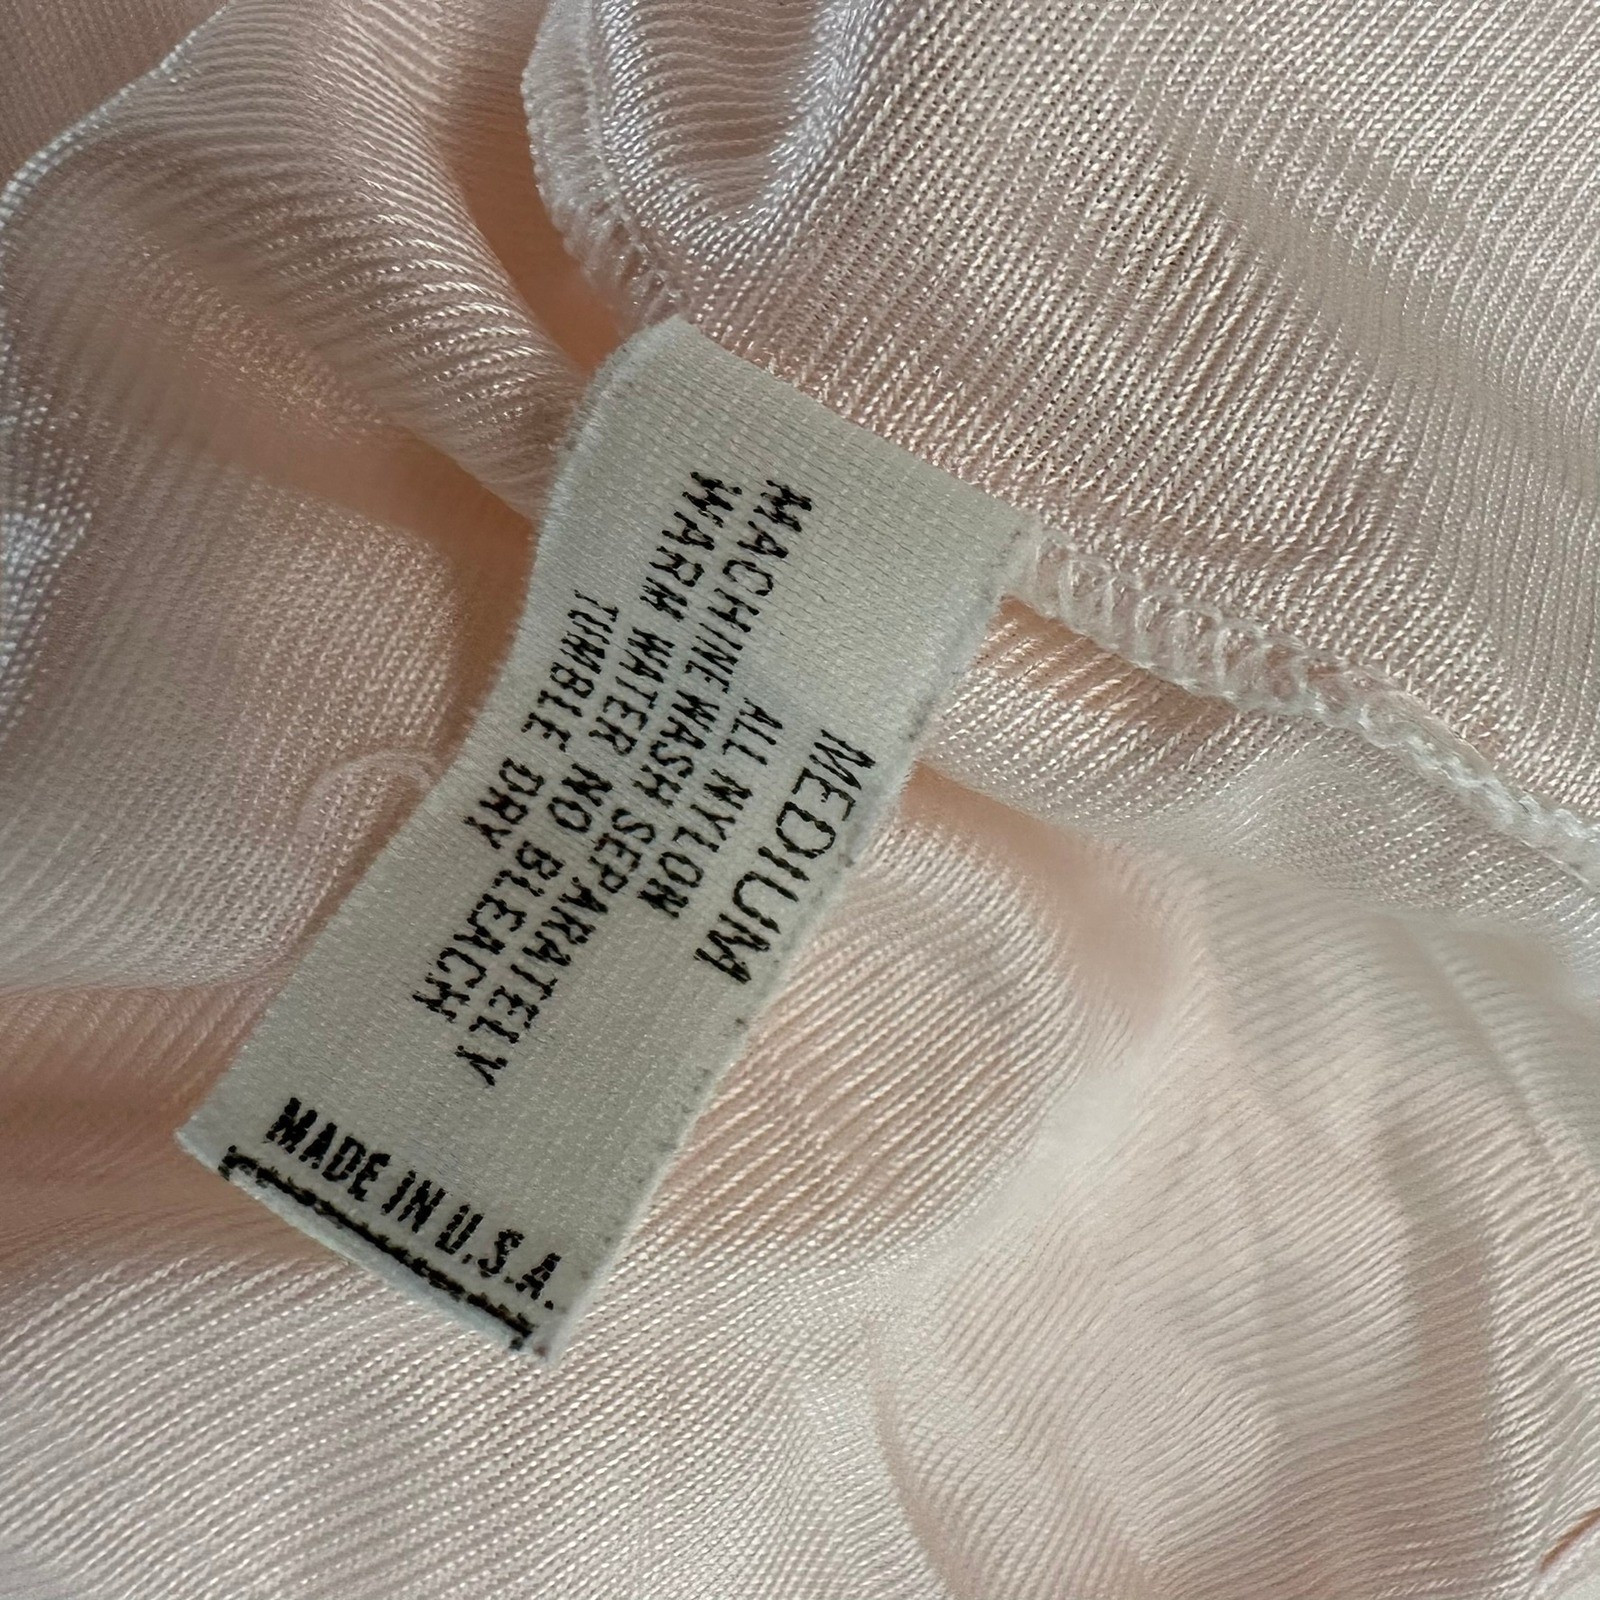 MEDIUM
ALL NYLON
MACHINE WASH SEPARATELY
WARM WATER NO BLEACH
TUMBLE DRY
MADE IN U.S.A.